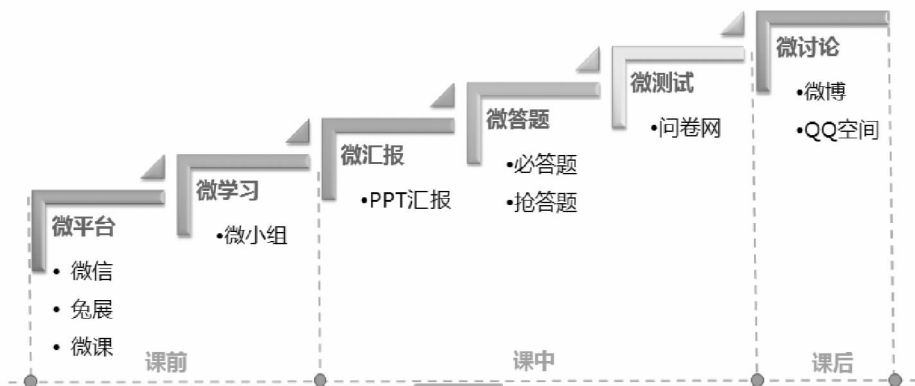 微平台
• 微信
• 兔展
• 微课
微学习
•微小组
微汇报
•PPT汇报
微答题
•必答题
•抢答题
微测试
•问卷网
微讨论
•微博
•QQ空间
课前
课中
课后